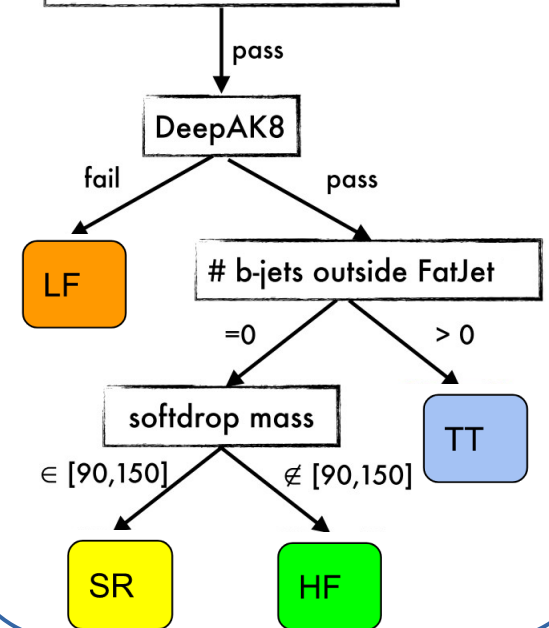 pass
DeepAK8
fail
pass
LF
# b-jets outside FatJet
=0
> 0
softdrop mass
TT
∈ [90,150]
∉ [90,150]
SR
HF